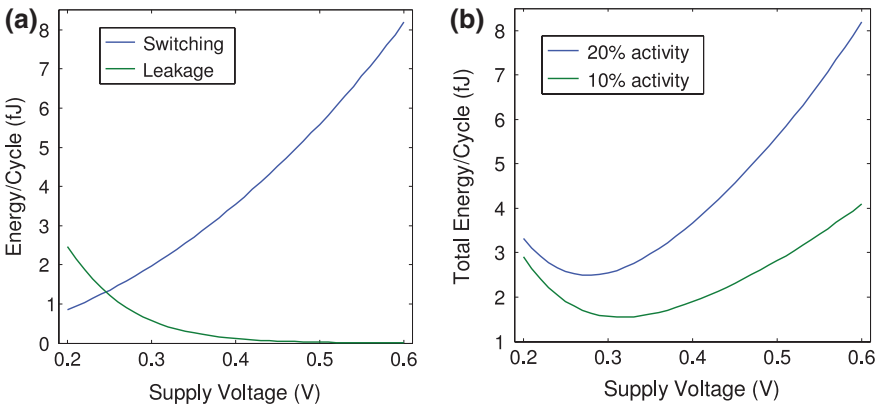 (a)
Energy/Cycle (fJ)
8
7
6
5
4
3
2
1
0
Switching
Leakage
0.2 0.3 0.4 0.5 0.6
Supply Voltage (V)
(b)
Total Energy/Cycle (fJ)
8
7
6
5
4
3
2
1
20% activity
10% activity
0.2 0.3 0.4 0.5 0.6
Supply Voltage (V)